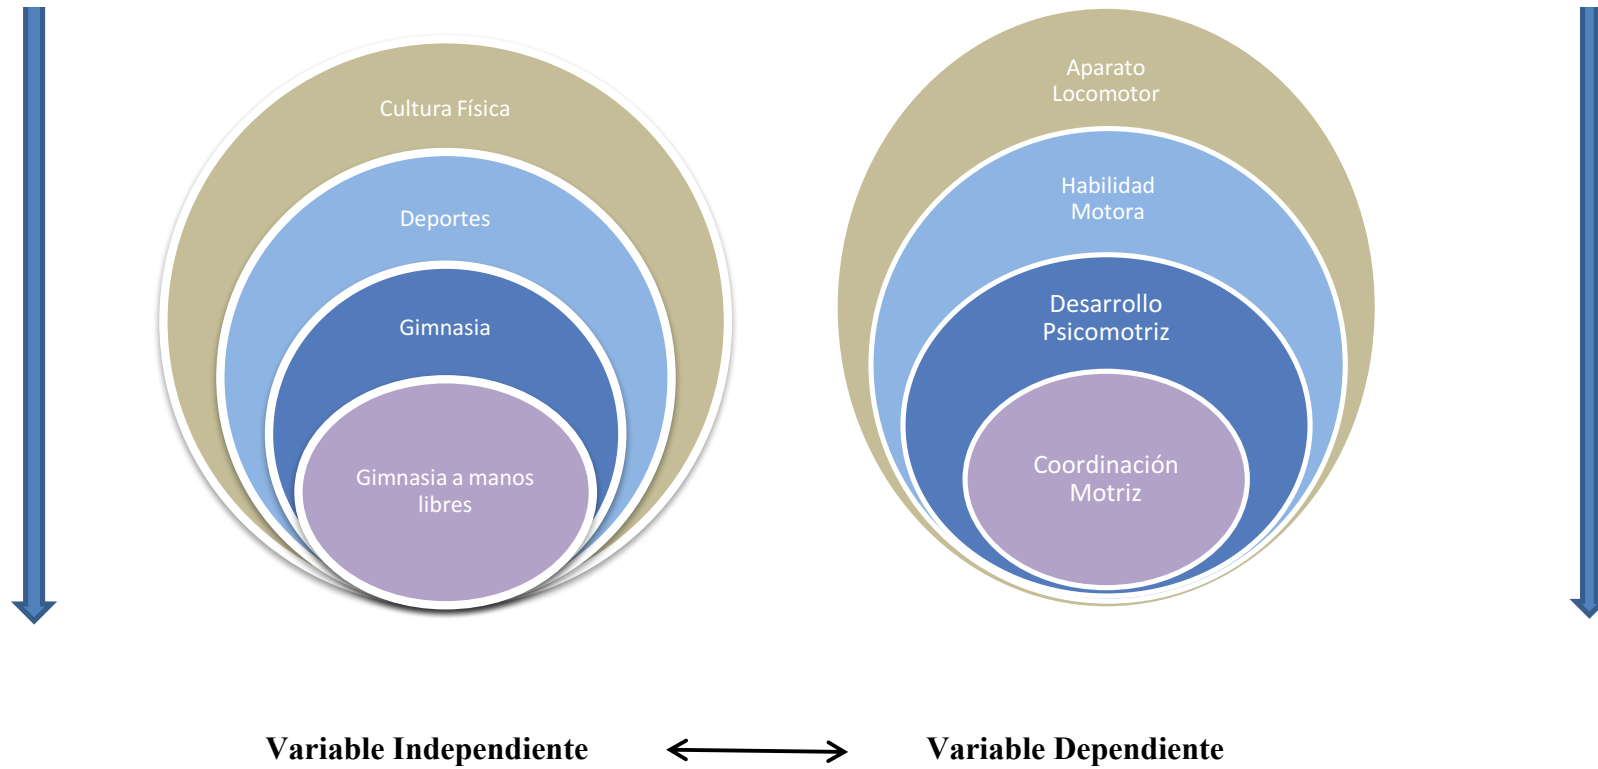 Cultura Física
Deportes
Gimnasia
Gimnasia a manos
libres
Aparato
Locomotor
Habilidad
Motora
Desarrollo
Psicomotriz
Coordinación
Motriz
Variable Independiente
Variable Dependiente